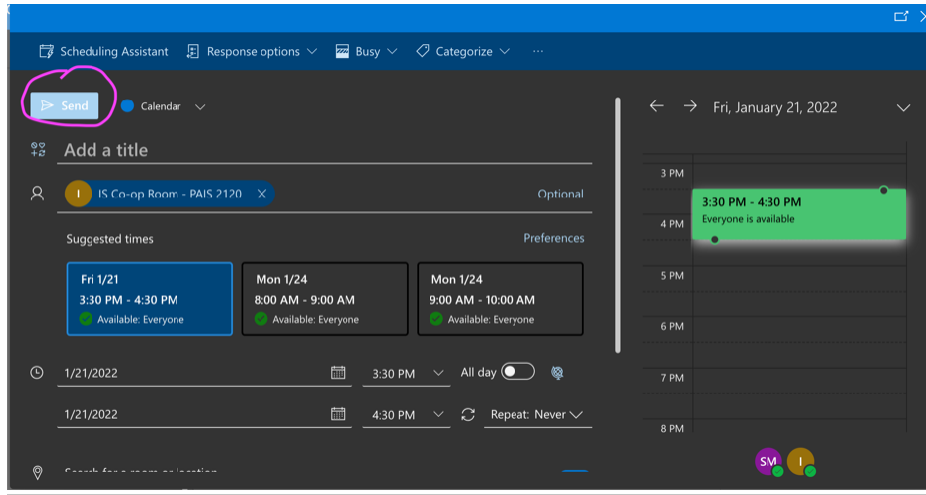 Scheduling Assistant Response options Busy Categorize ...
Send Calendar
Add a title
I IS Co-op Room - PAIS 2120 X Optional
Suggested times Preferences
Fri 1/21 Mon 1/24 Mon 1/24
3:30 PM - 4:30 PM 8:00 AM - 9:00 AM 9:00 AM - 10:00 AM
Available: Everyone Available: Everyone Available: Everyone
1/21/2022 3:30 PM All day
1/21/2022 4:30 PM Repeat: Never
Search for a room or location
Fri, January 21, 2022
3 PM
3:30 PM - 4:30 PM
Everyone is available
4 PM
5 PM
6 PM
7 PM
8 PM
SM I